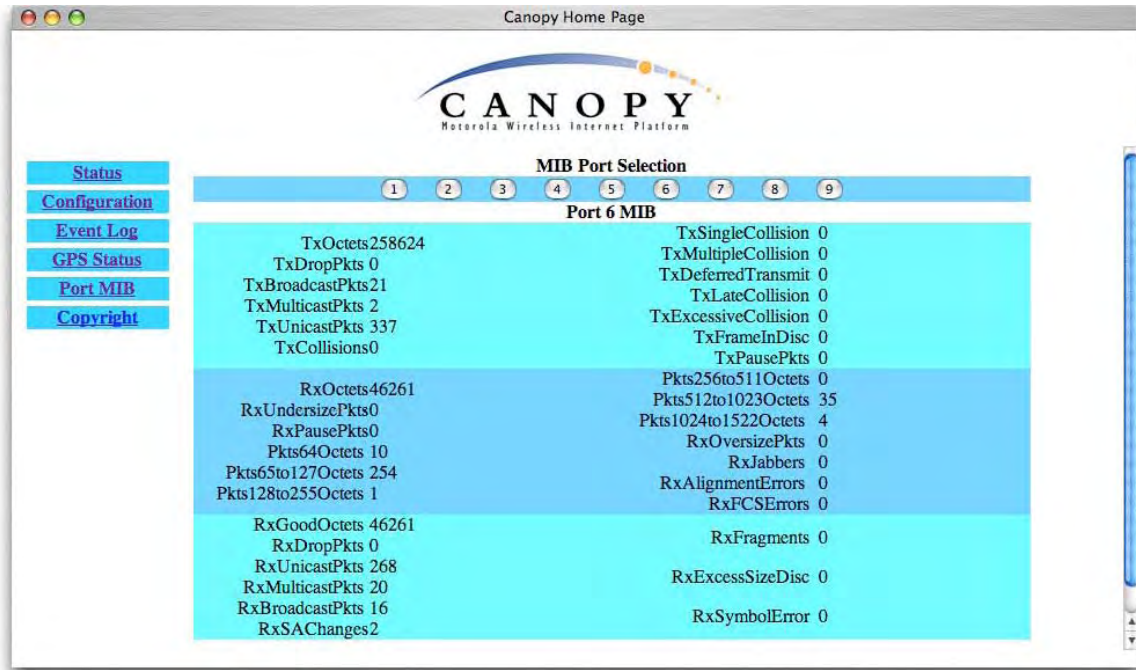 Canopy Home Page
CANOPY
Motorola Wireless Internet Platform
Status
Configuration
Event Log
GPS Status
Port MIB
Copyright
MIB Port Selection
1 2 3 4 5 6 7 8 9
Port 6 MIB
TxOctets258624
TxDropPkts 0
TxBroadcastPkts21
TxMulticastPkts 2
TxUnicastPkts 337
TxCollisions0
TxSingleCollision 0
TxMultipleCollision 0
TxDeferredTransmit 0
TxLateCollision 0
TxExcessiveCollision 0
TxFrameInDisc 0
TxPausePkts 0
RxOctets46261
RxUndersizePkts0
RxPausePkts0
Pkts64Octets 10
Pkts65to127Octets 254
Pkts128to255Octets 1
Pkts256to511Octets 0
Pkts512to1023Octets 35
Pkts1024to1522Octets 4
RxOversizePkts 0
RxJabbers 0
RxAlignmentErrors 0
RxFCSErrors 0
RxGoodOctets 46261
RxDropPkts 0
RxUnicastPkts 268
RxMulticastPkts 20
RxBroadcastPkts 16
RxSAChanges2
RxFragments 0
RxExcessSizeDisc 0
RxSymbolError 0